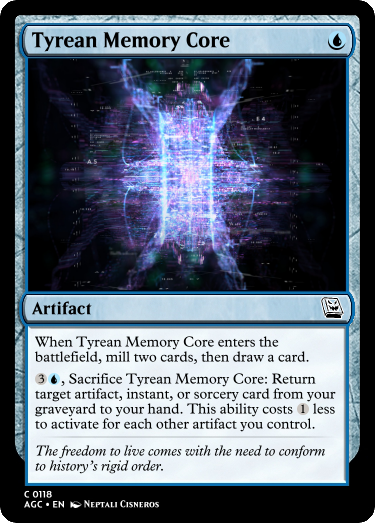 Tyrean Memory Core
Artifact
When Tyrean Memory Core enters the
battlefield, mill two cards, then draw a card.
3, Sacrifice Tyrean Memory Core: Return
target artifact, instant, or sorcery card from your
graveyard to your hand. This ability costs 1 less
to activate for each other artifact you control.
The freedom to live comes with the need to conform
to history's rigid order.
C 0118
AGC • EN Neptali Cisneros